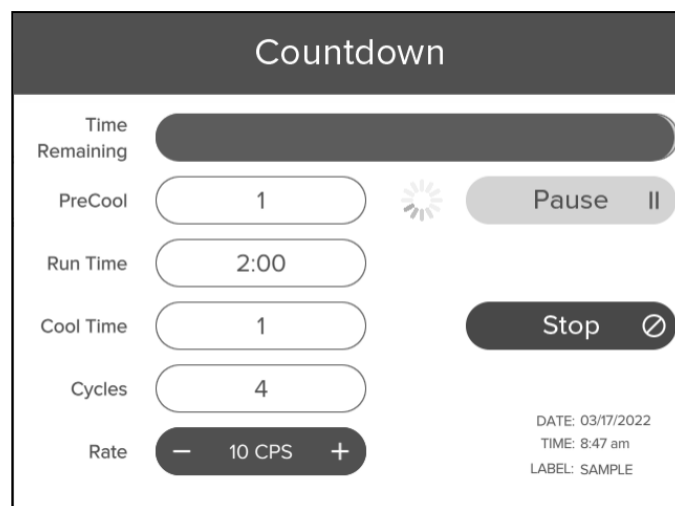 Countdown
Time
Remaining
PreCool 1 Pause
Run Time 2:00
Cool Time 1 Stop
Cycles 4
Rate − 10 CPS +
DATE: 03/17/2022
TIME: 8:47 am
LABEL: SAMPLE